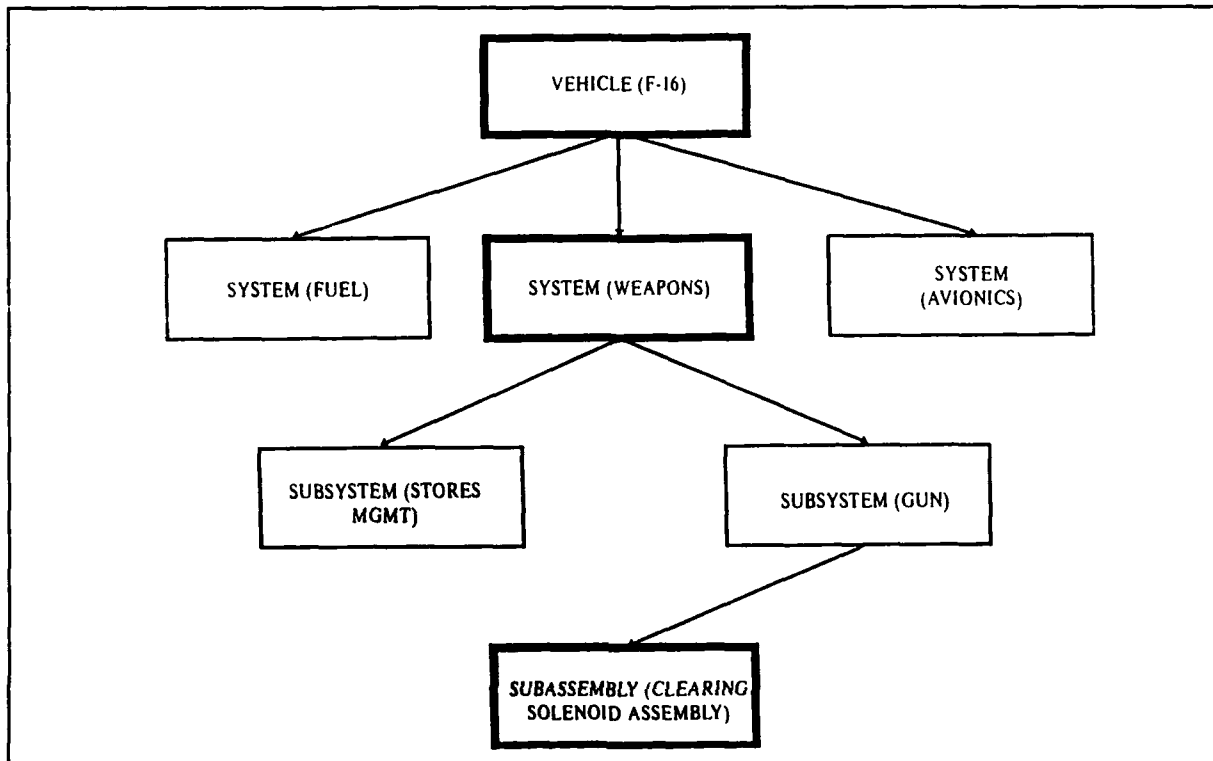 VEHICLE (F-16)
SYSTEM (FUEL)
SYSTEM (WEAPONS)
SYSTEM
(AVIONICS)
SUBSYSTEM (STORES
MGMT)
SUBSYSTEM (GUN)
SUBASSEMBLY (CLEARING
SOLENOID ASSEMBLY)